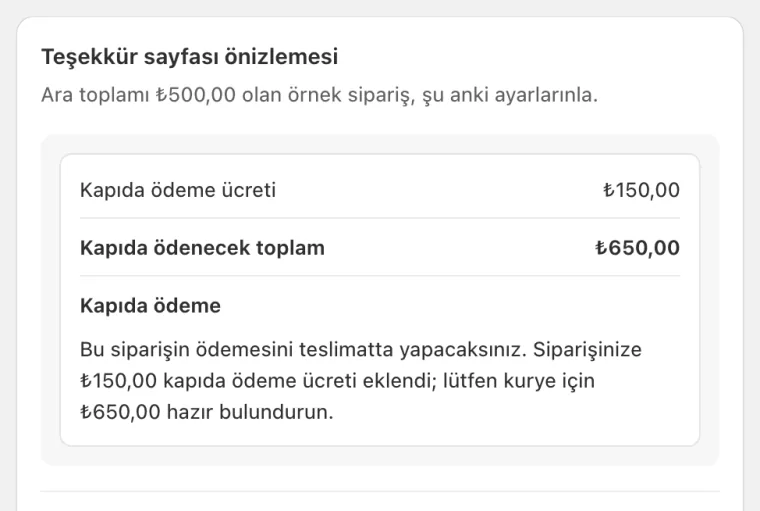 Teşekkür sayfası önizlemesi
Ara toplamı ₺500,00 olan örnek sipariş, şu anki ayarlarınla.
Kapıda ödeme ücreti ₺150,00
Kapıda ödenecek toplam ₺650,00
Kapıda ödeme
Bu siparişin ödemesini teslimatta yapacaksınız. Siparişinize
₺150,00 kapıda ödeme ücreti eklendi; lütfen kurye için
₺650,00 hazır bulundurun.